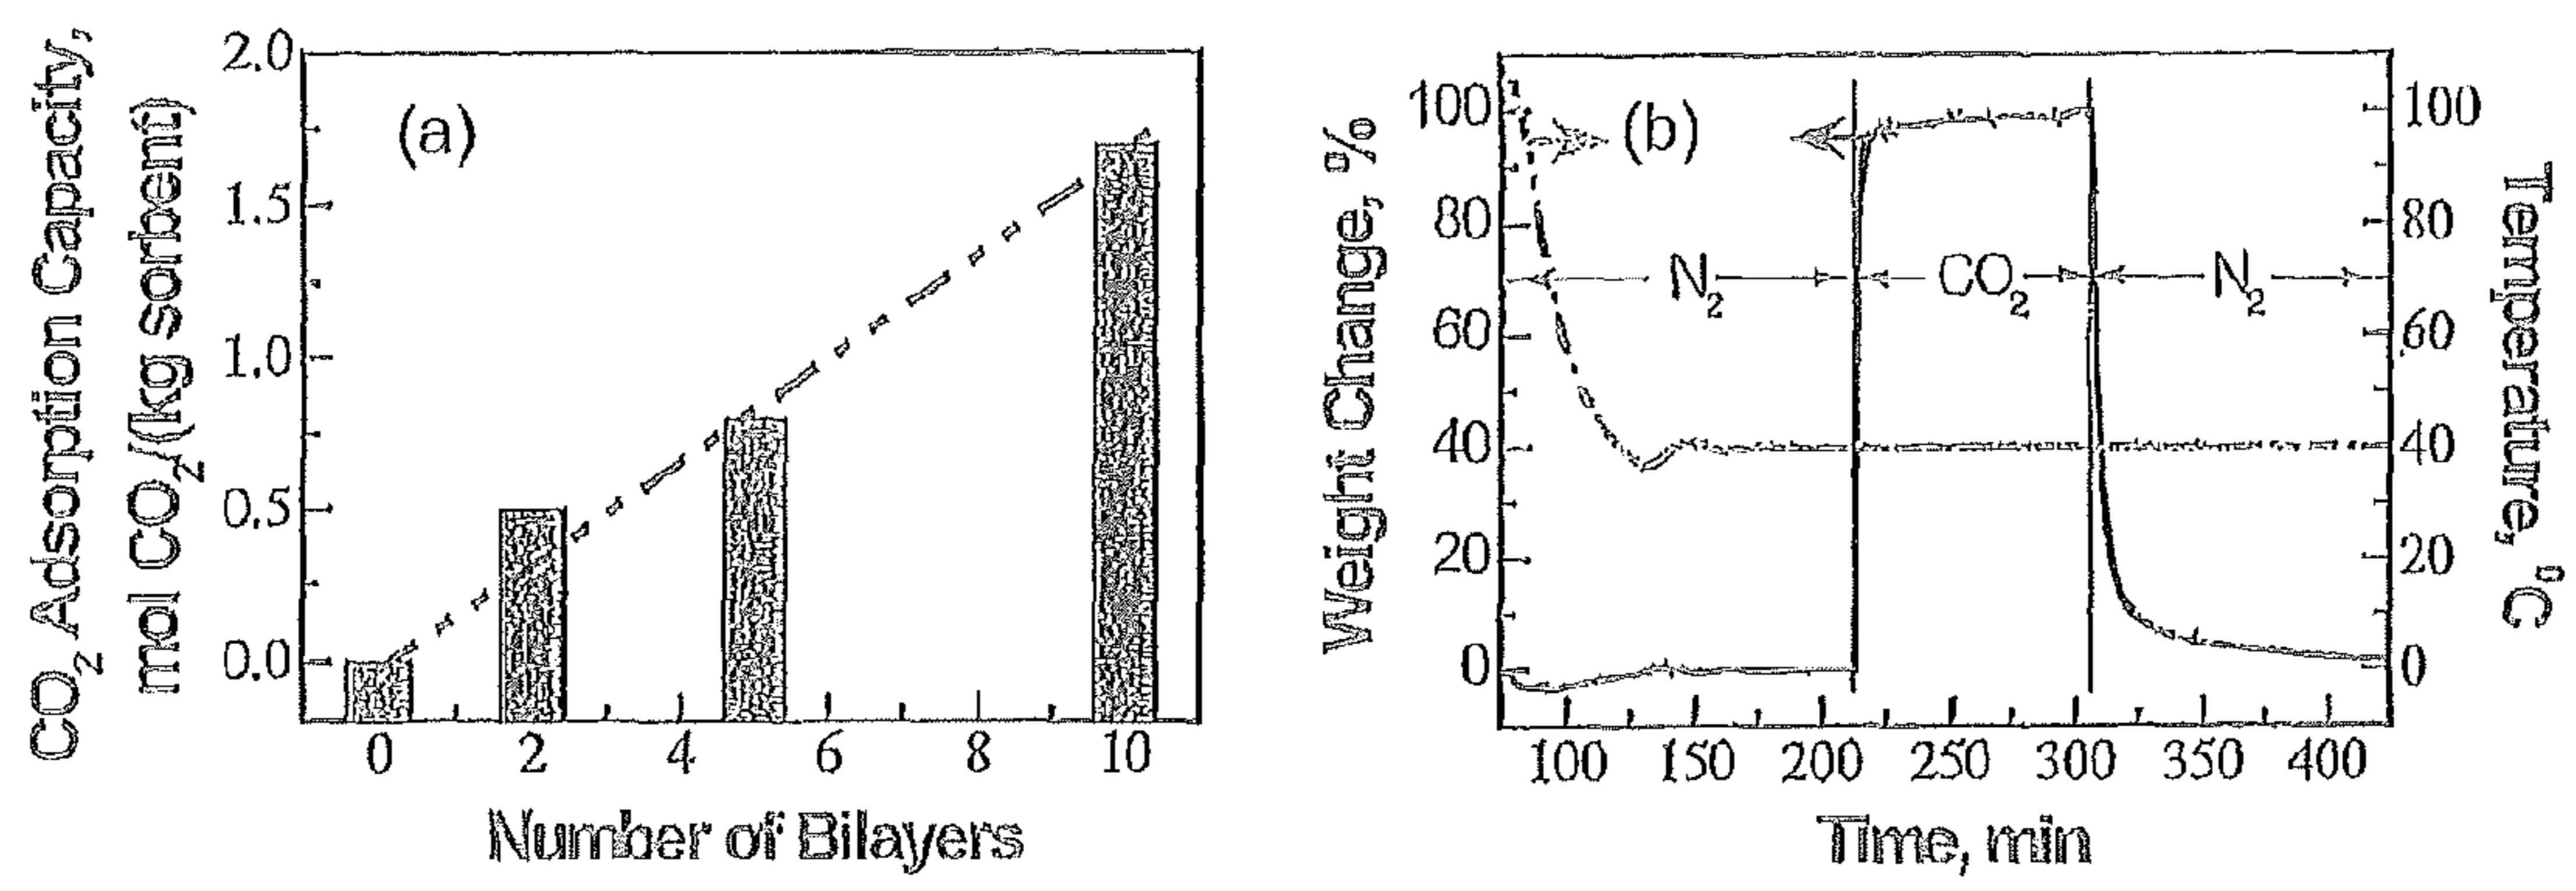 CO2 Adsorption Capacity,
mol CO2/(kg sorbent)
2.0
1.5
1.0
0.5
0.0
(a)
0 2 4 6 8 10
Number of Bilayers
Weight Change, %
100
80
60
40
20
0
(b)
N2 CO2 N2
100
80
60
40
20
0
Temperature, ⁰C
100 150 200 250 300 350 400
Time, min